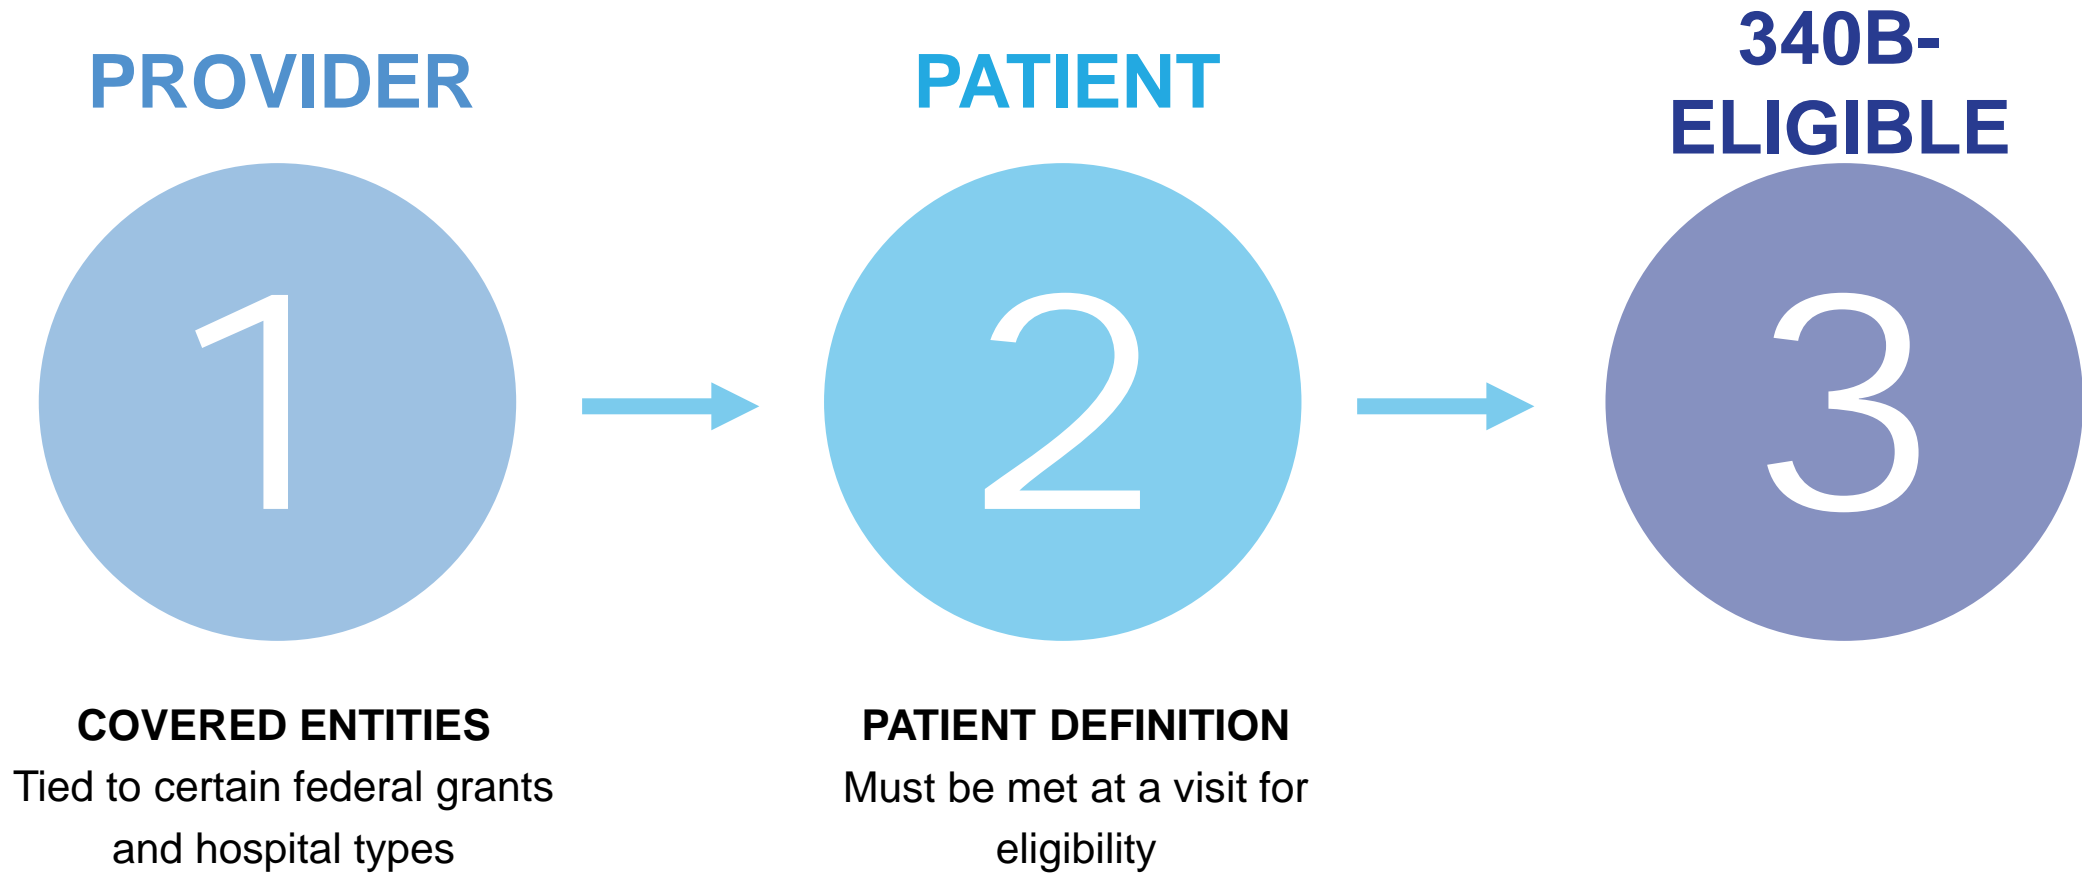 PROVIDER
1
COVERED ENTITIES
Tied to certain federal grants
and hospital types
PATIENT
2
PATIENT DEFINITION
Must be met at a visit for
eligibility
340B-
ELIGIBLE
3